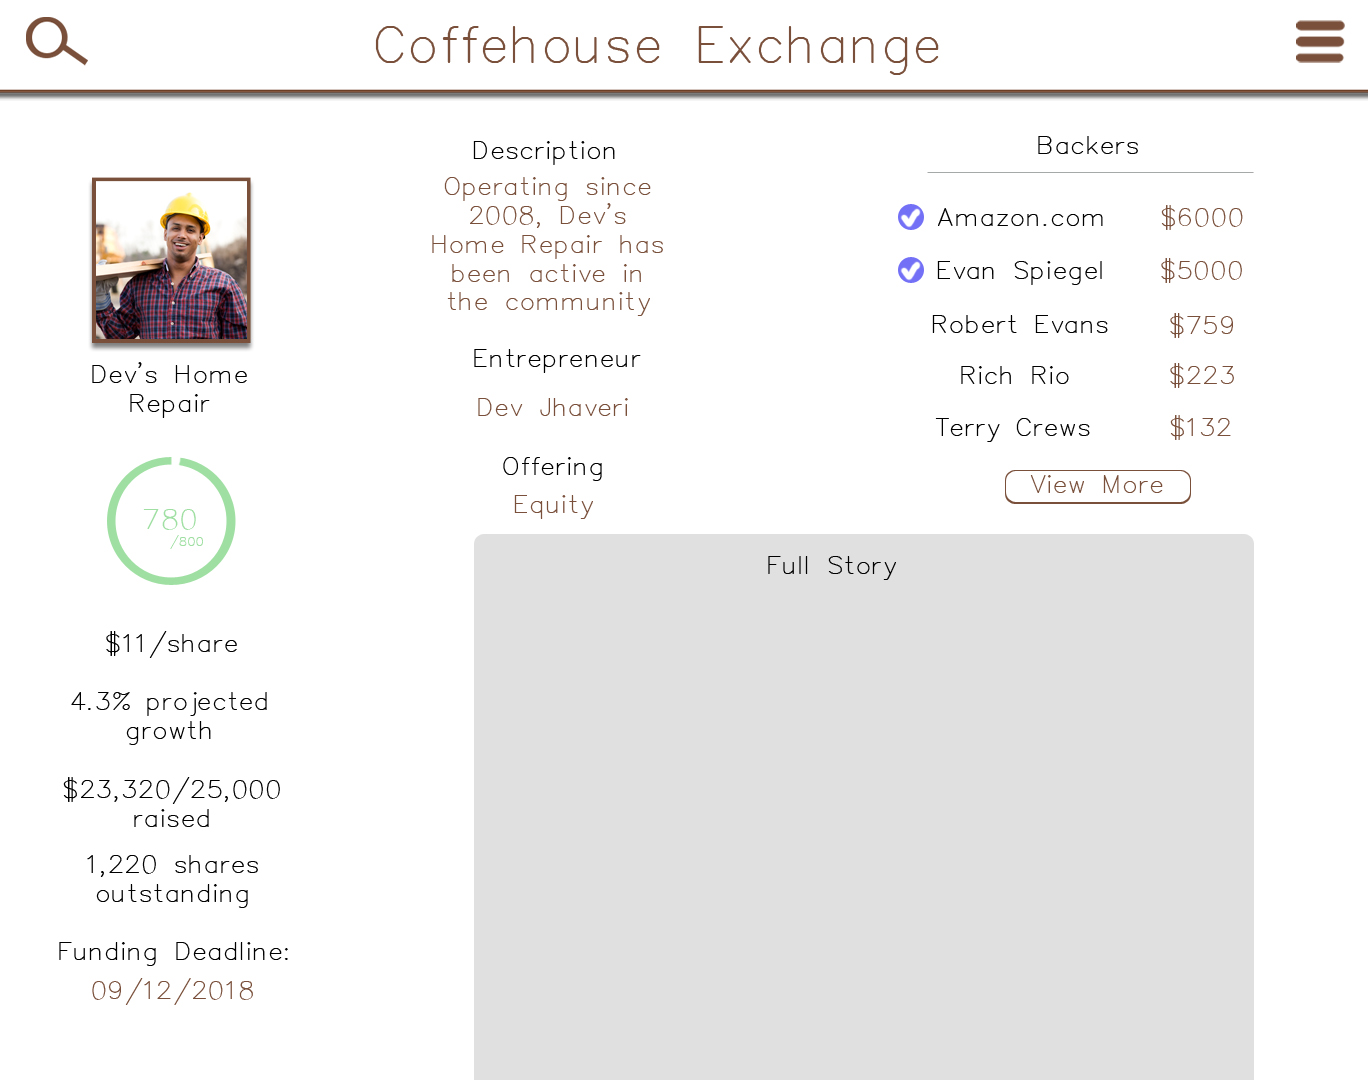 Coffehouse Exchange
Dev's Home
Repair
780
/800
$11/share
4.3% projected
growth
$23,320/25,000
raised
1,220 shares
outstanding
Funding Deadline:
09/12/2018
Description
Operating since
2008, Dev's
Home Repair has
been active in
the community
Entrepreneur
Dev Jhaveri
Offering
Equity
Backers
Amazon.com $6000
Evan Spiegel $5000
Robert Evans $759
Rich Rio $223
Terry Crews $132
View More
Full Story